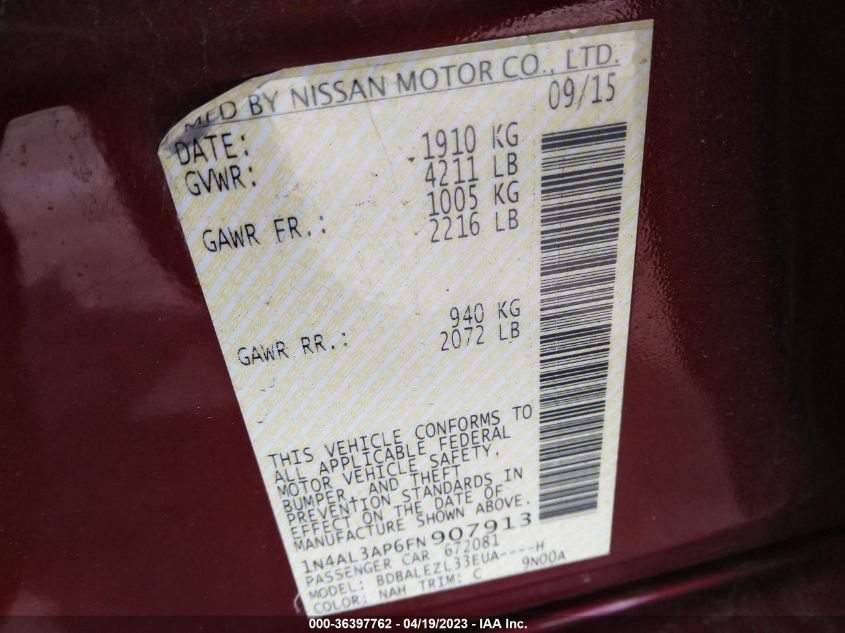 MFD BY NISSAN MOTOR CO., LTD.
DATE: 09/15
GVWR: 1910 KG
4211 LB
GAWR FR.: 1005 KG
2216 LB
GAWR RR.: 940 KG
2072 LB
THIS VEHICLE CONFORMS TO
ALL APPLICABLE FEDERAL
MOTOR VEHICLE SAFETY,
BUMPER, AND THEFT
PREVENTION STANDARDS IN
EFFECT ON THE DATE OF
MANUFACTURE SHOWN ABOVE.
1N4AL3AP6FN907913
PASSENGER CAR 672081
MODEL: BDBALEZL33EUA----H
COLOR: NAH TRIM: C 9N00A
000-36397762 - 04/19/2023 - IAA Inc.